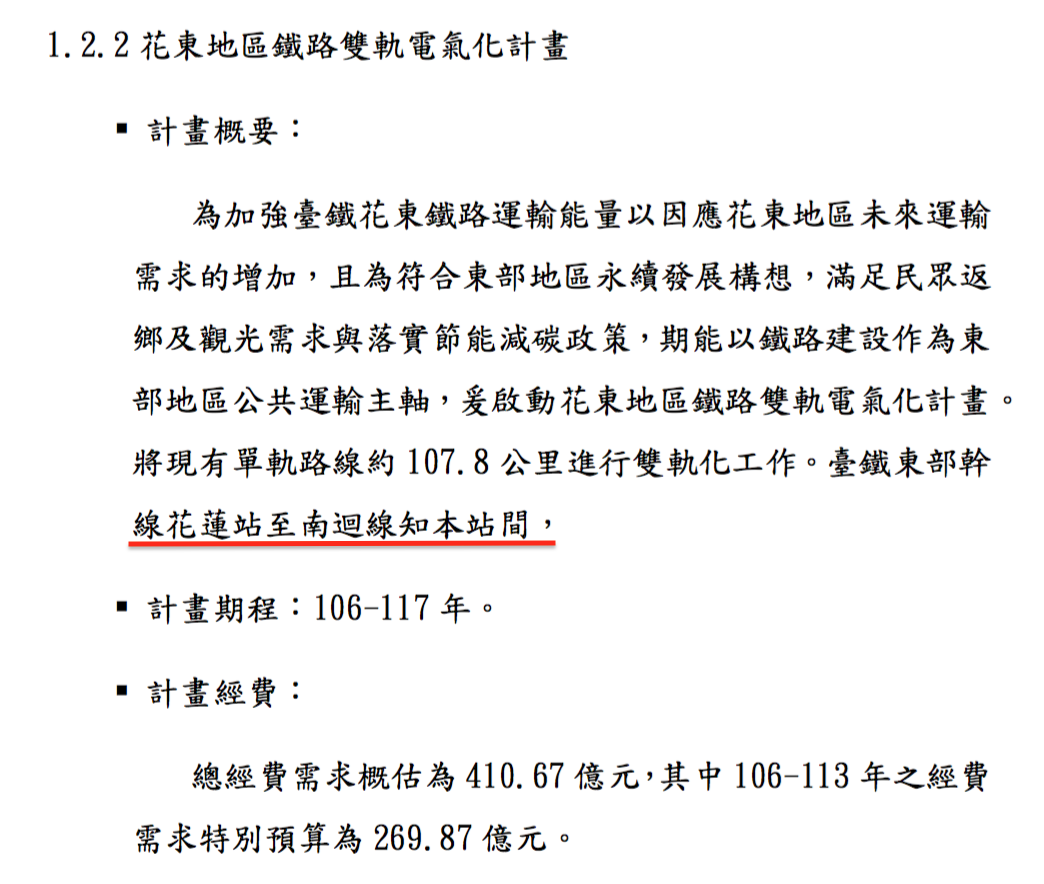 1.2.2 花東地區鐵路雙軌電氣化計畫
▪ 計畫概要：
為加強臺鐵花東鐵路運輸能量以因應花東地區未來運輸
需求的增加，且為符合東部地區永續發展構想，滿足民眾返
鄉及觀光需求與落實節能減碳政策，期能以鐵路建設作為東
部地區公共運輸主軸，爰啟動花東地區鐵路雙軌電氣化計畫。
將現有單軌路線約 107.8 公里進行雙軌化工作。臺鐵東部幹
線花蓮站至南迴線知本站間，
▪ 計畫期程：106-117 年。
▪ 計畫經費：
總經費需求概估為 410.67 億元，其中 106-113 年之經費
需求特別預算為 269.87 億元。